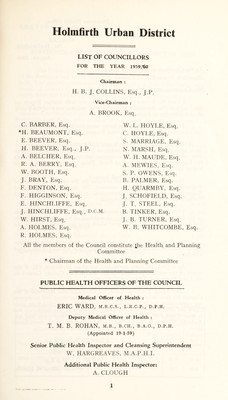 Holmfirth Urban District
LIST OF COUNCILLORS
FOR THE YEAR 1959/60
Chairman :
H. B. J. COLLINS, Esq., J.P.
Vice-Chairman :
A. BROOK, Esq.
C. BARBER, Esq.
*H. BEAUMONT, Esq.
E. BEEVER, Esq.
H. BEEVER, Esq., J.P.
A. BELCHER, Esq.
R. A. BERRY, Esq.
W. BOOTH, Esq.
J. BRAY, Esq.
F. DENTON, Esq.
F. HIGGINSON, Esq.
E. HINCHLIFFE, Esq.
J. HINCHLIFFE, Esq., D.C.M.
W. HIRST, Esq.
A. HOLMES, Esq.
R. HOLMES, Esq.
W. L. HOYLE, Esq.
C. HOYLE, Esq.
S. MARRIAGE, Esq.
N. MARSH, Esq.
W. H. MAUDE, Esq.
A. MEWIES, Esq.
S. P. OWENS, Esq.
B. PALMER, Esq.
H. QUARMBY, Esq.
J. SCHOFIELD, Esq.
J. T. STEEL, Esq.
B. TINKER, Esq.
J. B. TURNER, Esq.
W. B. WHITCOMBE, Esq.
All the members of the Council constitute the Health and Planning
Committee
* Chairman of the Health and Planning Committee
PUBLIC HEALTH OFFICERS OF THE COUNCIL
Medical Officer of Health :
ERIC WARD, M.R.C.S., L.R.C.P., D.P.H.
Deputy Medical Officer of Health :
T. M. B. ROHAN, M.B., B.CH., B.A.O., D.P.H.
(Appointed 19-5-58)
Senior Public Health Inspector and Cleansing Superintendent
W. HARGREAVES, M.A.P.H.I.
Additional Public Health Inspector:
A. CLOUGH
1